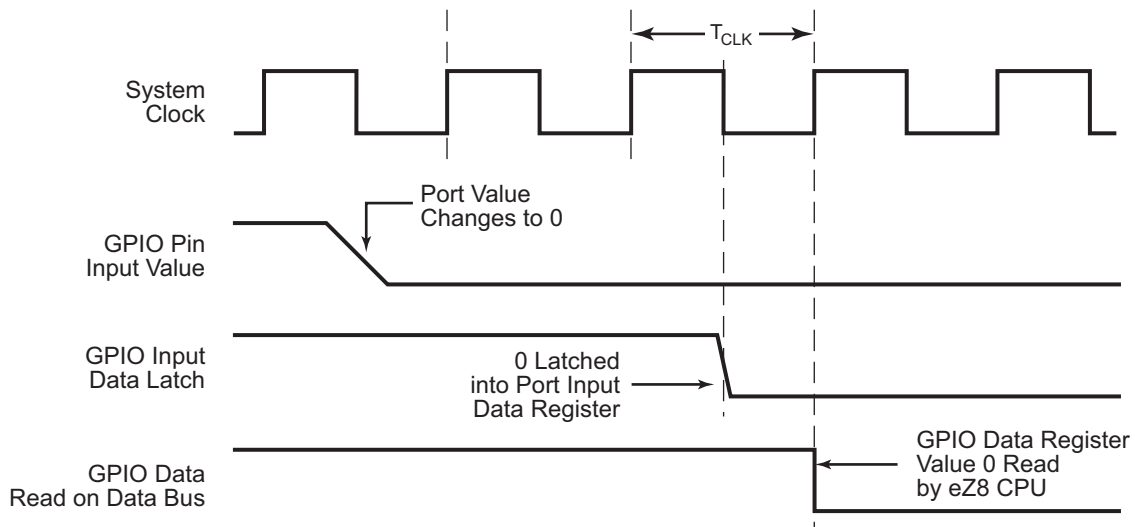 T_CLK
System
Clock
Port Value
Changes to 0
GPIO Pin
Input Value
GPIO Input
Data Latch
0 Latched
into Port Input
Data Register
GPIO Data
Read on Data Bus
GPIO Data Register
Value 0 Read
by eZ8 CPU